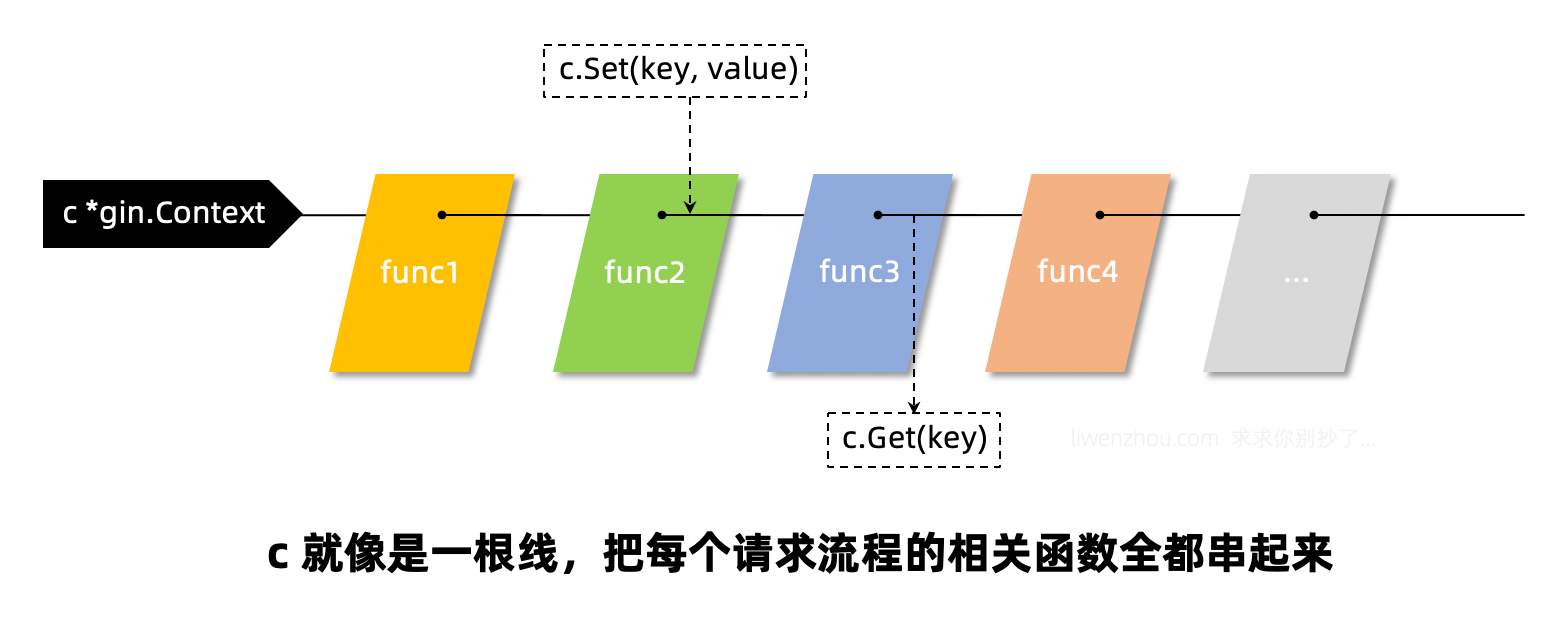 c.Set(key, value)
c *gin.Context
func1
func2
func3
func4
...
c.Get(key)
liwenzhou.com 求求你别抄了...
c 就像是一根线，把每个请求流程的相关函数全都串起来